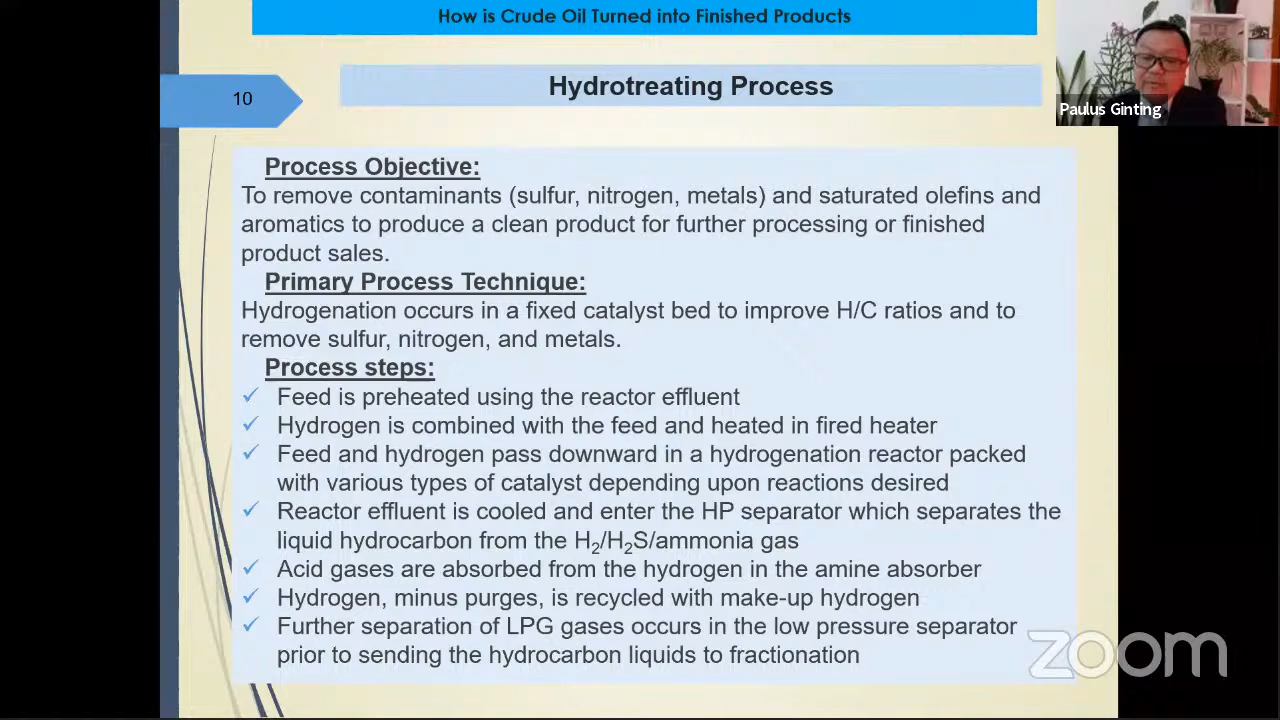 How is Crude Oil Turned into Finished Products
10
Hydrotreating Process
Paulus Ginting
Process Objective:
To remove contaminants (sulfur, nitrogen, metals) and saturated olefins and
aromatics to produce a clean product for further processing or finished
product sales.
Primary Process Technique:
Hydrogenation occurs in a fixed catalyst bed to improve H/C ratios and to
remove sulfur, nitrogen, and metals.
Process steps:
✓ Feed is preheated using the reactor effluent
✓ Hydrogen is combined with the feed and heated in fired heater
✓ Feed and hydrogen pass downward in a hydrogenation reactor packed
with various types of catalyst depending upon reactions desired
✓ Reactor effluent is cooled and enter the HP separator which separates the
liquid hydrocarbon from the H₂/H₂S/ammonia gas
✓ Acid gases are absorbed from the hydrogen in the amine absorber
✓ Hydrogen, minus purges, is recycled with make-up hydrogen
✓ Further separation of LPG gases occurs in the low pressure separator
prior to sending the hydrocarbon liquids to fractionation
zoom